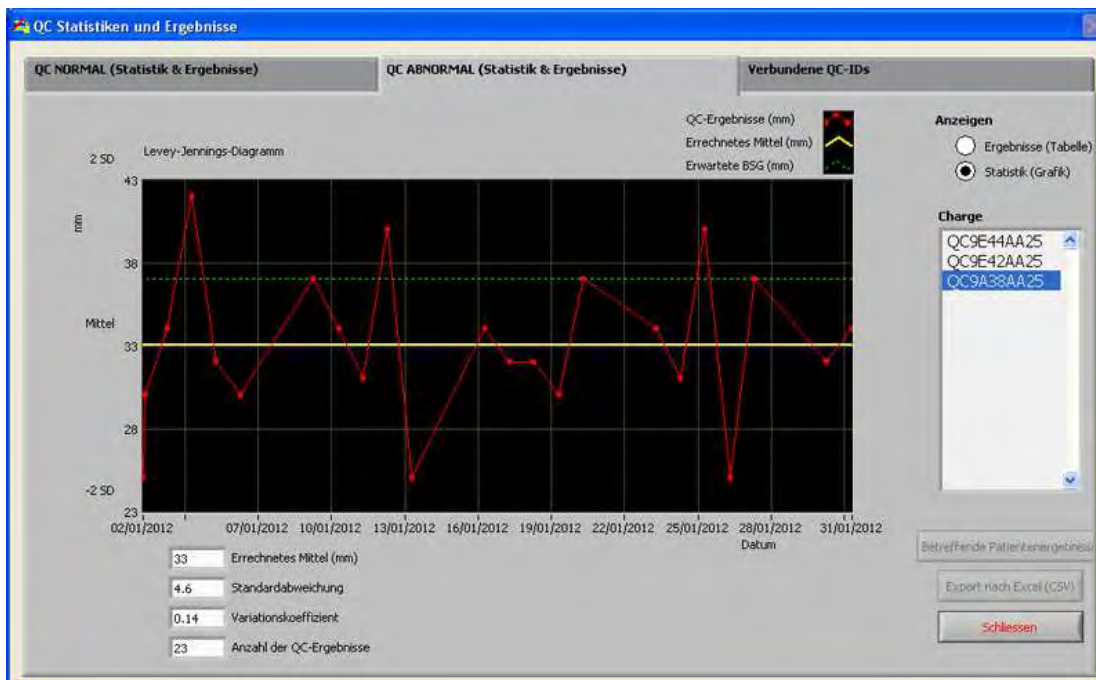 QC Statistiken und Ergebnisse
QC NORMAL (Statistik & Ergebnisse)
QC ABNORMAL (Statistik & Ergebnisse)
Verbundene QC-IDs
QC-Ergebnisse (mm)
Errechnetes Mittel (mm)
Erwartete BSG (mm)
Anzeigen
Ergebnisse (Tabelle)
Statistik (Grafik)
Levey-Jennings-Diagramm
2 SD
43
mm
38
Mittel
33
28
-2 SD
23
02/01/2012 07/01/2012 10/01/2012 13/01/2012 16/01/2012 19/01/2012 22/01/2012 25/01/2012 28/01/2012 31/01/2012
Datum
Charge
QC9E44AA25
QC9E42AA25
QC9A38AA25
33 Errechnetes Mittel (mm)
4.6 Standardabweichung
0.14 Variationskoeffizient
23 Anzahl der QC-Ergebnisse
Betreffende Patientenergebniss
Export nach Excel (CSV)
Schliessen